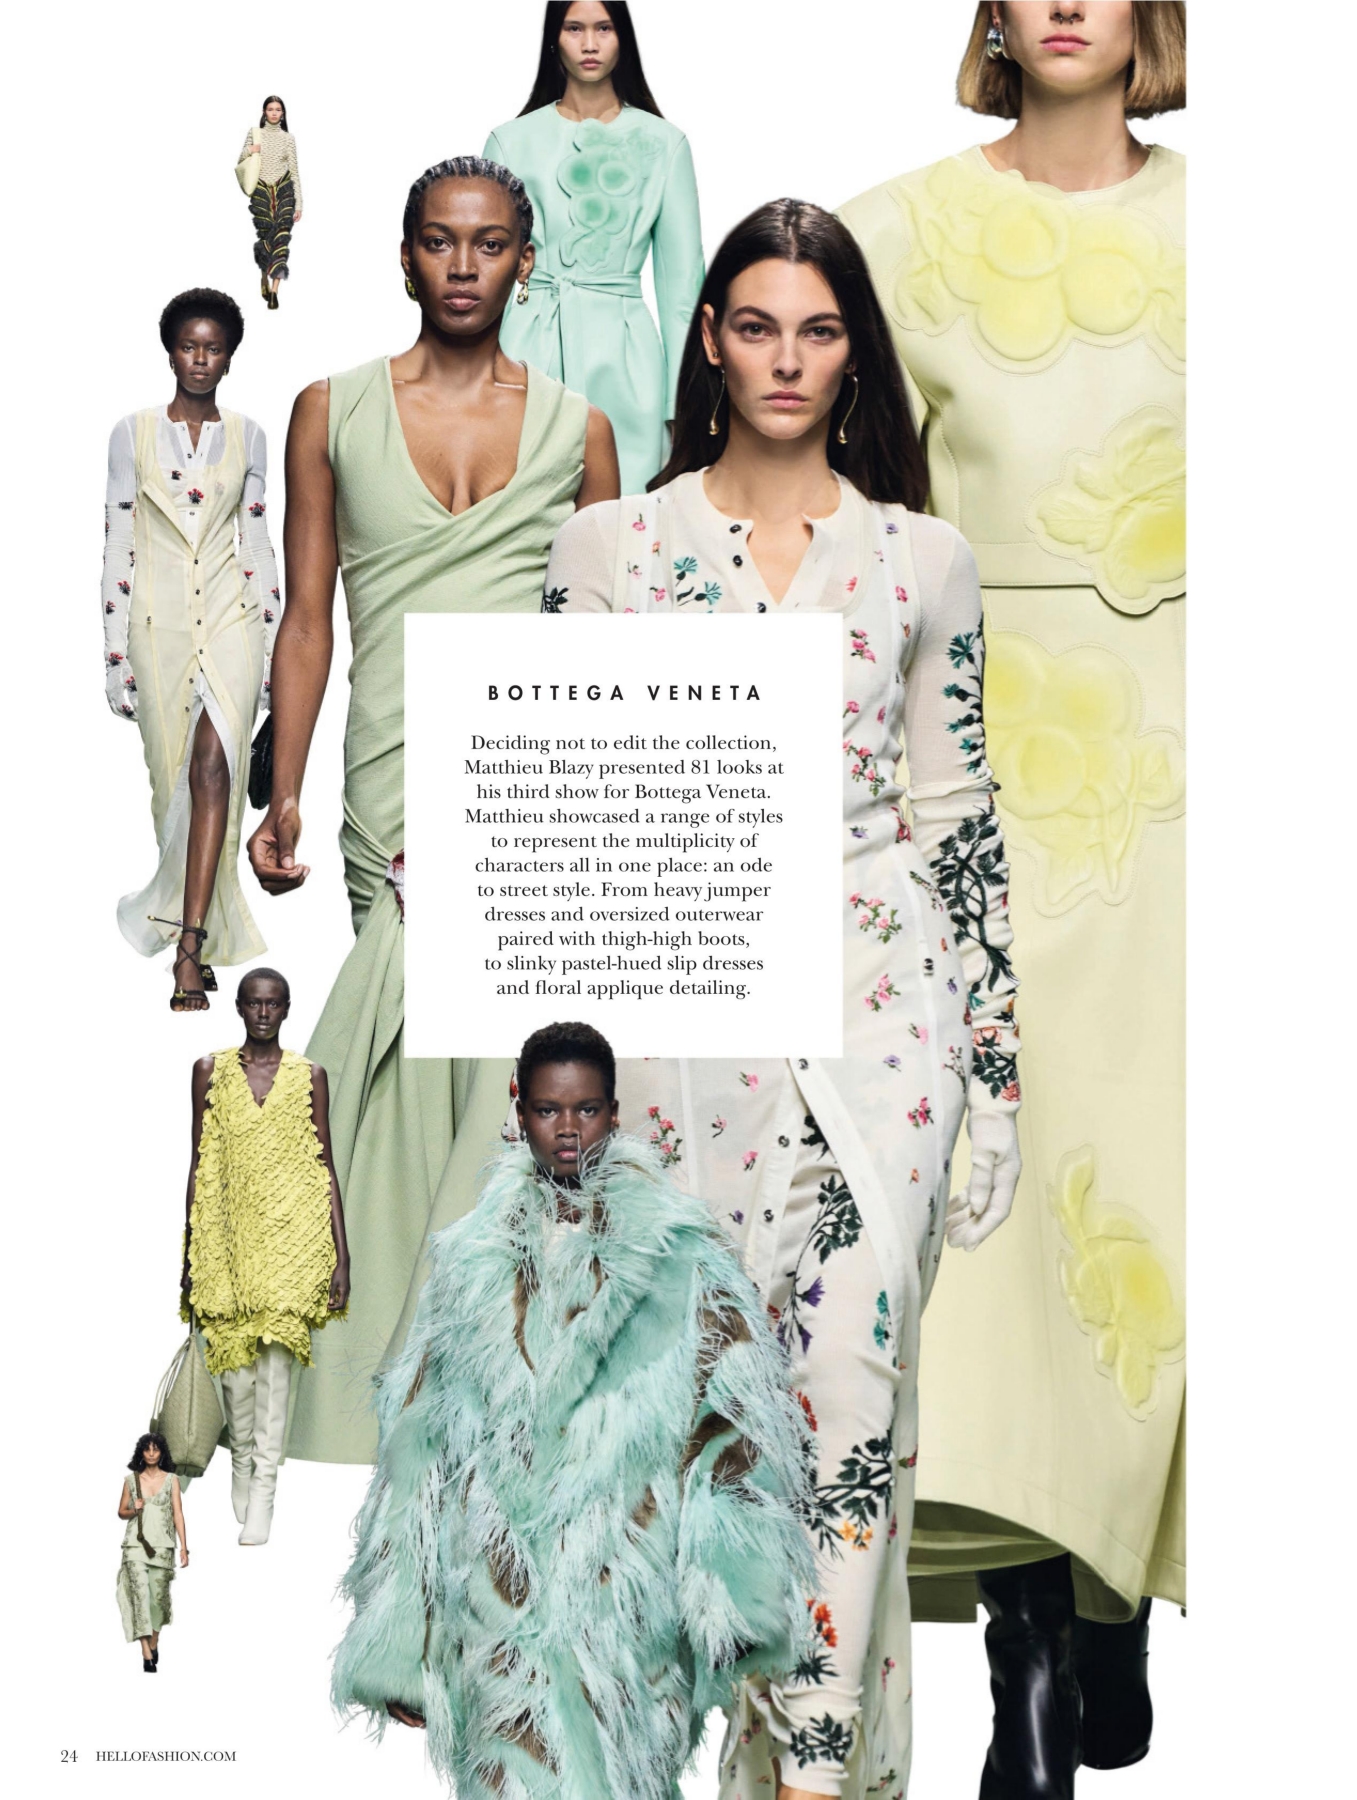 BOTTEGA VENETA
Deciding not to edit the collection,
Matthieu Blazy presented 81 looks at
his third show for Bottega Veneta.
Matthieu showcased a range of styles
to represent the multiplicity of
characters all in one place: an ode
to street style. From heavy jumper
dresses and oversized outerwear
paired with thigh-high boots,
to slinky pastel-hued slip dresses
and floral applique detailing.
24 HELLOFASHION.COM